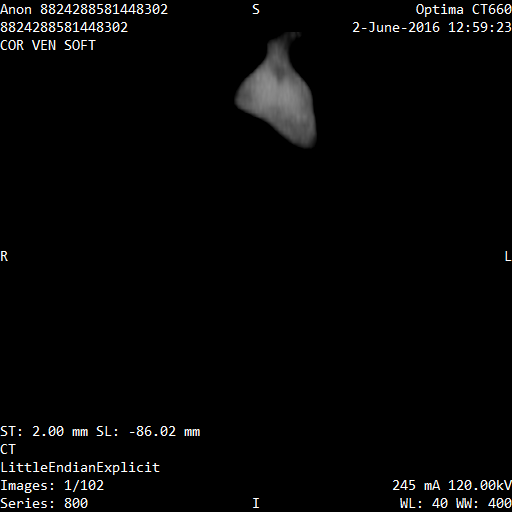 Anon 8824288581448302
S
Optima CT660
8824288581448302
2-June-2016 12:59:23
COR VEN SOFT
R
L
ST: 2.00 mm SL: -86.02 mm
CT
LittleEndianExplicit
Images: 1/102
245 mA 120.00kV
Series: 800
I
WL: 40 WW: 400